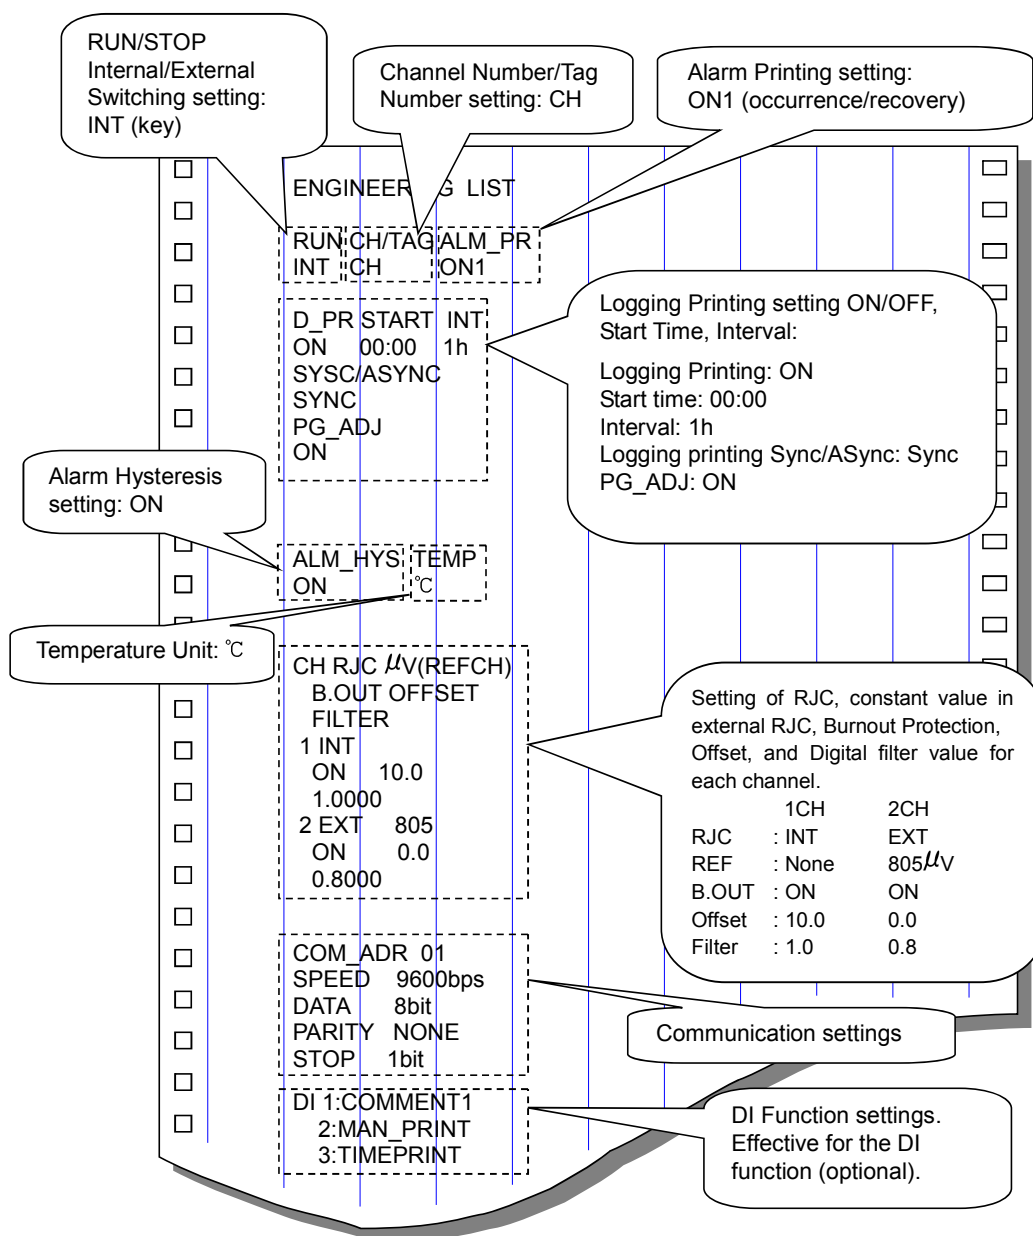 RUN/STOP
Internal/External
Switching setting:
INT (key)
Channel Number/Tag
Number setting: CH
Alarm Printing setting:
ON1 (occurrence/recovery)
ENGINEER G LIST
RUN CH/TAG ALM_PR
INT CH ON1
D_PR START INT
ON 00:00 1h
SYSC/ASYNC
SYNC
PG_ADJ
ON
Logging Printing setting ON/OFF,
Start Time, Interval:
Logging Printing: ON
Start time: 00:00
Interval: 1h
Logging printing Sync/ASync: Sync
PG_ADJ: ON
Alarm Hysteresis
setting: ON
ALM_HYS TEMP
ON ℃
Temperature Unit: ℃
CH RJC μV(REFCH)
B.OUT OFFSET
FILTER
1 INT
ON 10.0
1.0000
2 EXT 805
ON 0.0
0.8000
Setting of RJC, constant value in
external RJC, Burnout Protection,
Offset, and Digital filter value for
each channel.
1CH 2CH
RJC : INT EXT
REF : None 805μV
B.OUT : ON ON
Offset : 10.0 0.0
Filter : 1.0 0.8
COM_ADR 01
SPEED 9600bps
DATA 8bit
PARITY NONE
STOP 1bit
Communication settings
DI 1:COMMENT1
2:MAN_PRINT
3:TIMEPRINT
DI Function settings.
Effective for the DI
function (optional).